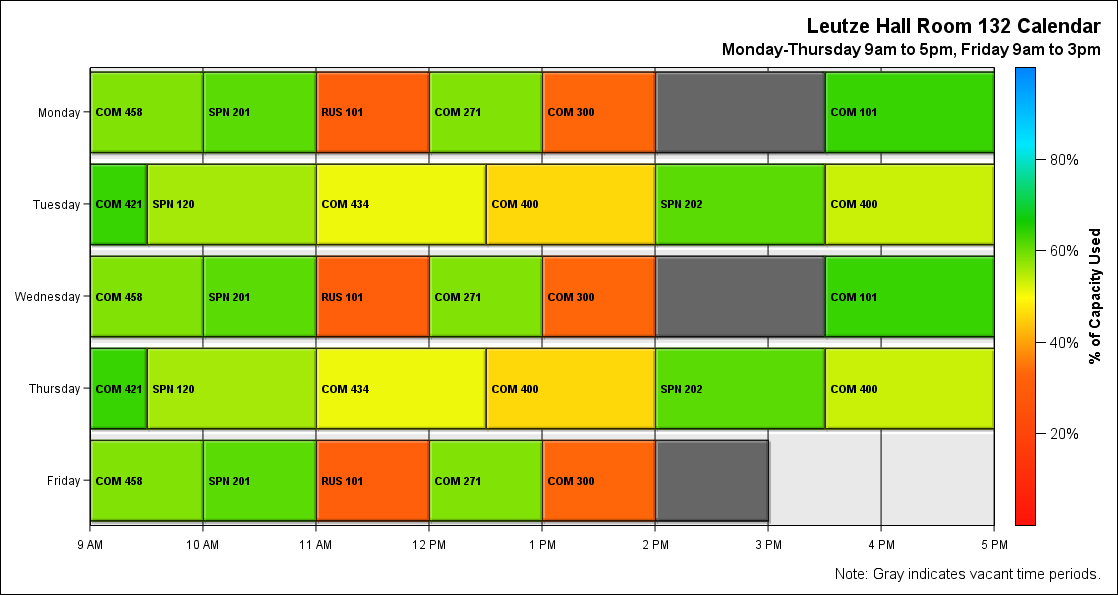 Leutze Hall Room 132 Calendar
Monday-Thursday 9am to 5pm, Friday 9am to 3pm
Monday COM 458 SPN 201 RUS 101 COM 271 COM 300 COM 101
80%
Tuesday COM 421 SPN 120 COM 434 COM 400 SPN 202 COM 400
60%
% of Capacity Used
Wednesday COM 458 SPN 201 RUS 101 COM 271 COM 300 COM 101
40%
Thursday COM 421 SPN 120 COM 434 COM 400 SPN 202 COM 400
20%
Friday COM 458 SPN 201 RUS 101 COM 271 COM 300
9 AM 10 AM 11 AM 12 PM 1 PM 2 PM 3 PM 4 PM 5 PM
Note: Gray indicates vacant time periods.